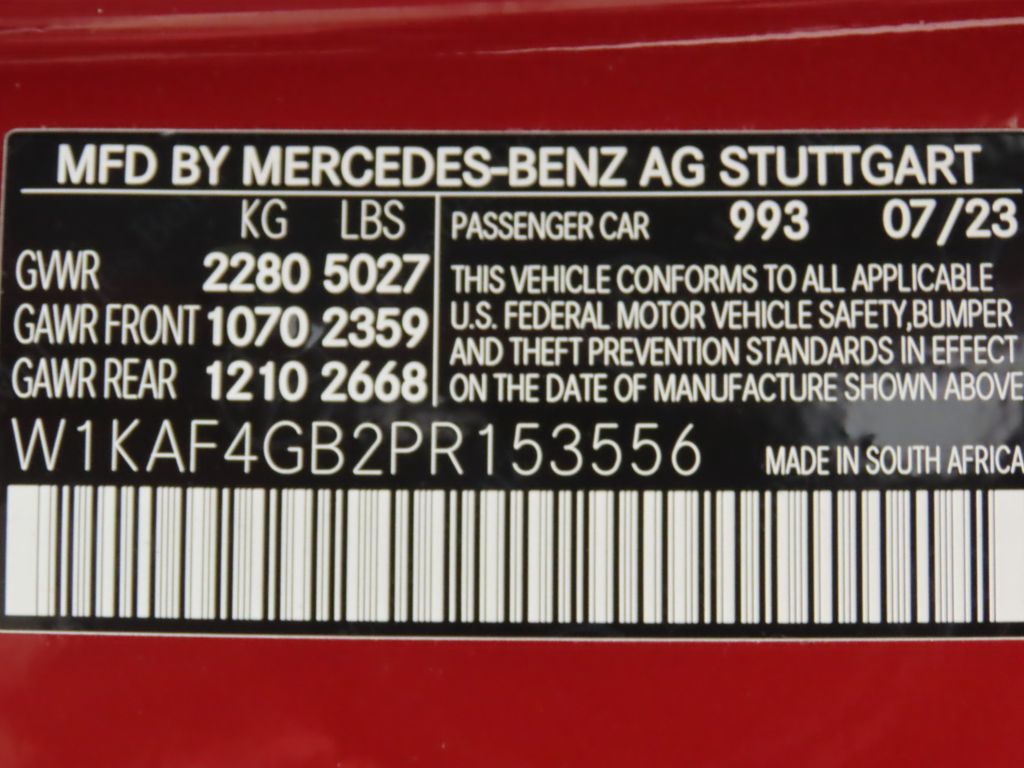 MFD BY MERCEDES-BENZ AG STUTTGART
KG LBS
GVWR 2280 5027
GAWR FRONT 1070 2359
GAWR REAR 1210 2668
PASSENGER CAR 993 07/23
THIS VEHICLE CONFORMS TO ALL APPLICABLE
U.S. FEDERAL MOTOR VEHICLE SAFETY,BUMPER
AND THEFT PREVENTION STANDARDS IN EFFECT
ON THE DATE OF MANUFACTURE SHOWN ABOVE
W1KAF4GB2PR153556
MADE IN SOUTH AFRICA